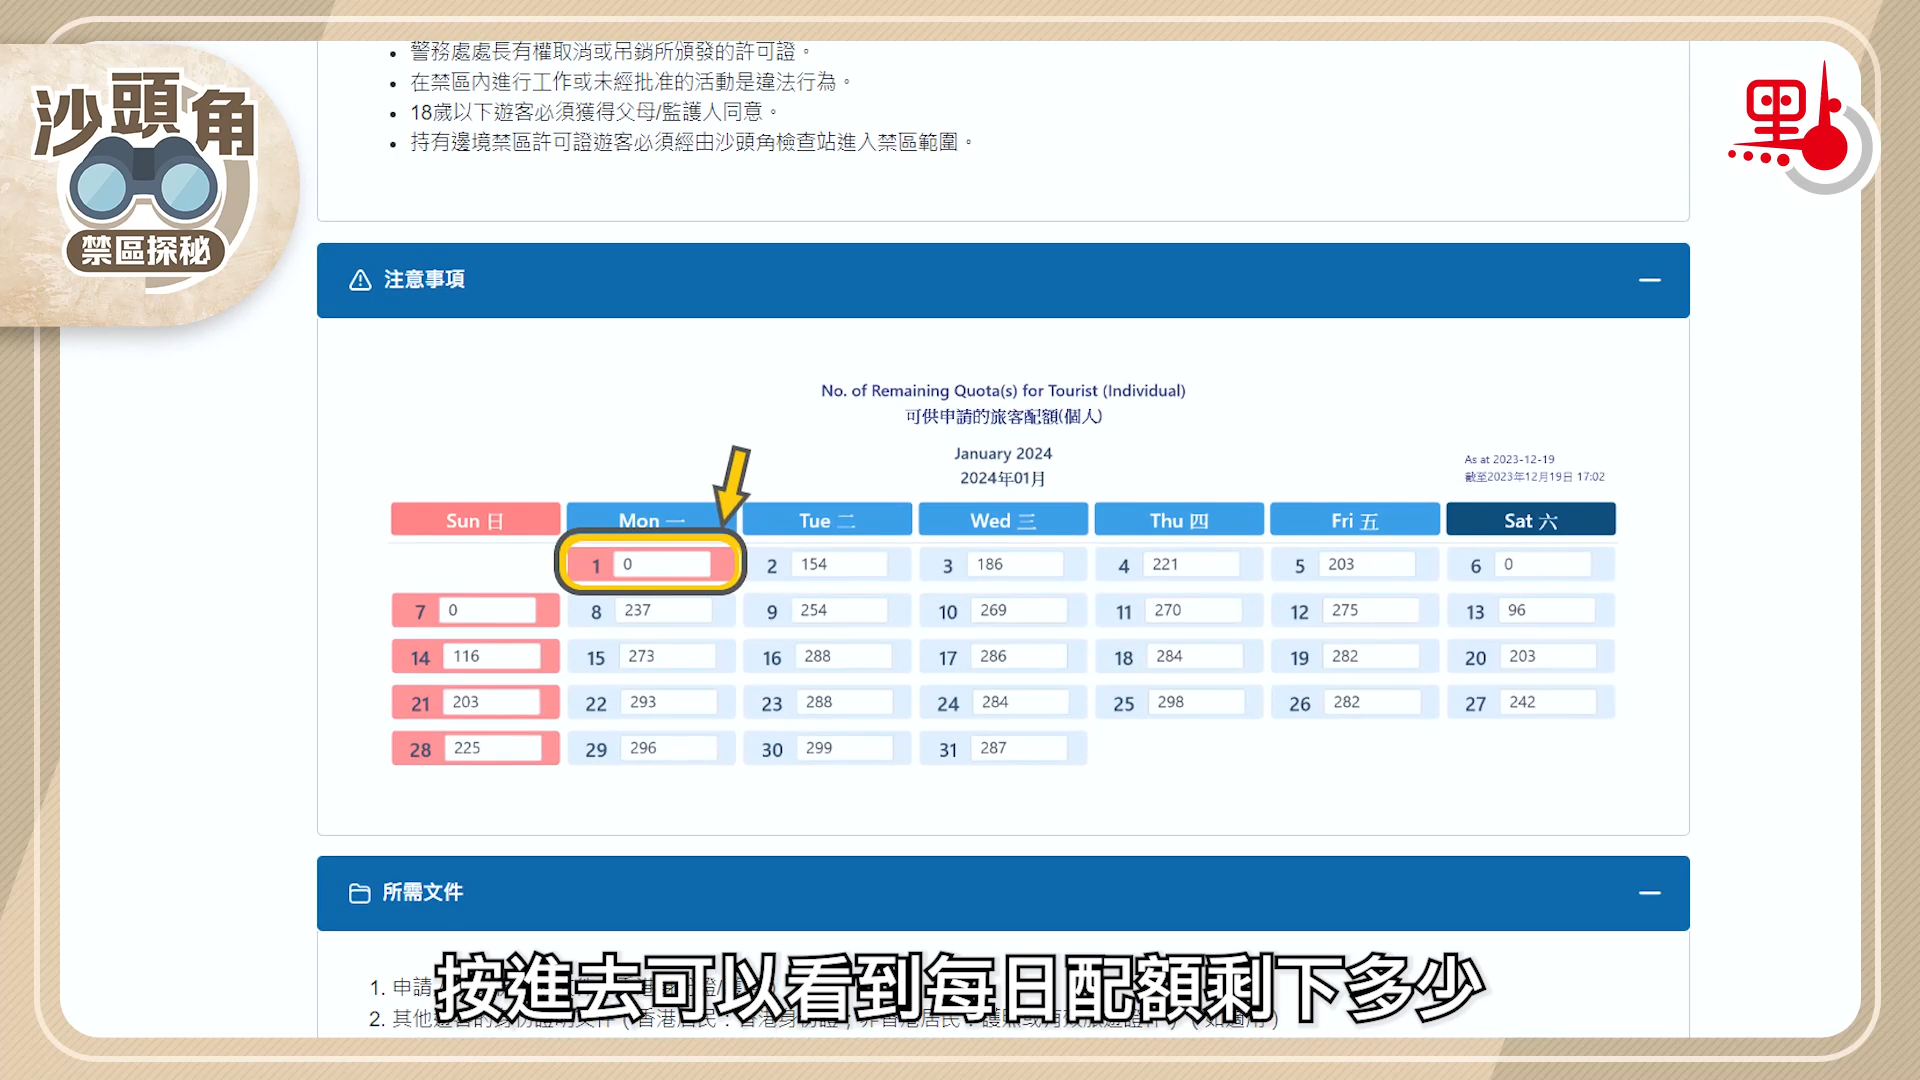 沙頭角
禁區探秘
點
警務處處長有權取消或吊銷所頒發的許可證。
在禁區內進行工作或未經批准的活動是違法行為。
18歲以下遊客必須獲得父母/監護人同意。
持有邊境禁區許可證遊客必須經由沙頭角檢查站進入禁區範圍。
注意事項
No. of Remaining Quota(s) for Tourist (Individual)
可供申請的旅客配額(個人)
January 2024
2024年01月
As at 2023-12-19
截至2023年12月19日 17:02
Sun 日 Mon 一 Tue 二 Wed 三 Thu 四 Fri 五 Sat 六
1 0 2 154 3 186 4 221 5 203 6 0
7 0 8 237 9 254 10 269 11 270 12 275 13 96
14 116 15 273 16 288 17 286 18 284 19 282 20 203
21 203 22 293 23 288 24 284 25 298 26 282 27 242
28 225 29 296 30 299 31 287
所需文件
1. 申請
2. 其他
按進去可以看到每日配額剩下多少